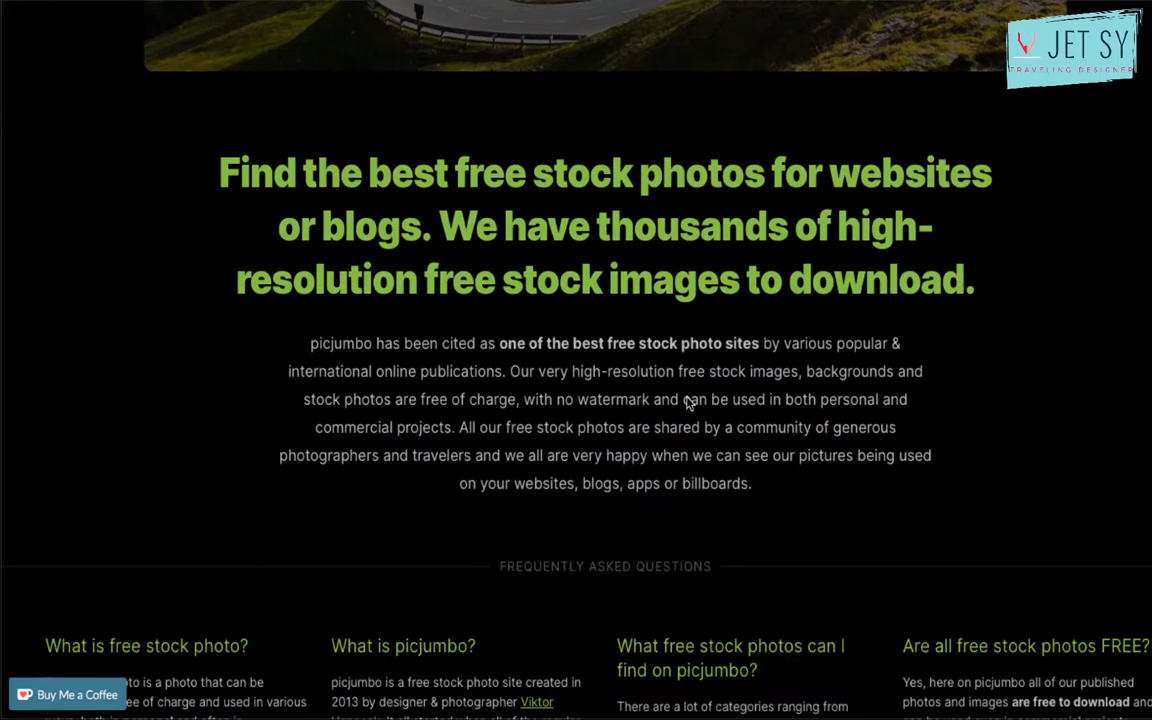 JET SY
TRAVELING DESIGNER
Find the best free stock photos for websites
or blogs. We have thousands of high-
resolution free stock images to download.
picjumbo has been cited as one of the best free stock photo sites by various popular &
international online publications. Our very high-resolution free stock images, backgrounds and
stock photos are free of charge, with no watermark and can be used in both personal and
commercial projects. All our free stock photos are shared by a community of generous
photographers and travelers and we all are very happy when we can see our pictures being used
on your websites, blogs, apps or billboards.
FREQUENTLY ASKED QUESTIONS
What is free stock photo?
oto is a photo that can be
ee of charge and used in various
What is picjumbo?
picjumbo is a free stock photo site created in
2013 by designer & photographer Viktor
What free stock photos can I
find on picjumbo?
There are a lot of categories ranging from
Are all free stock photos FREE?
Yes, here on picjumbo all of our published
photos and images are free to download and
Buy Me a Coffee